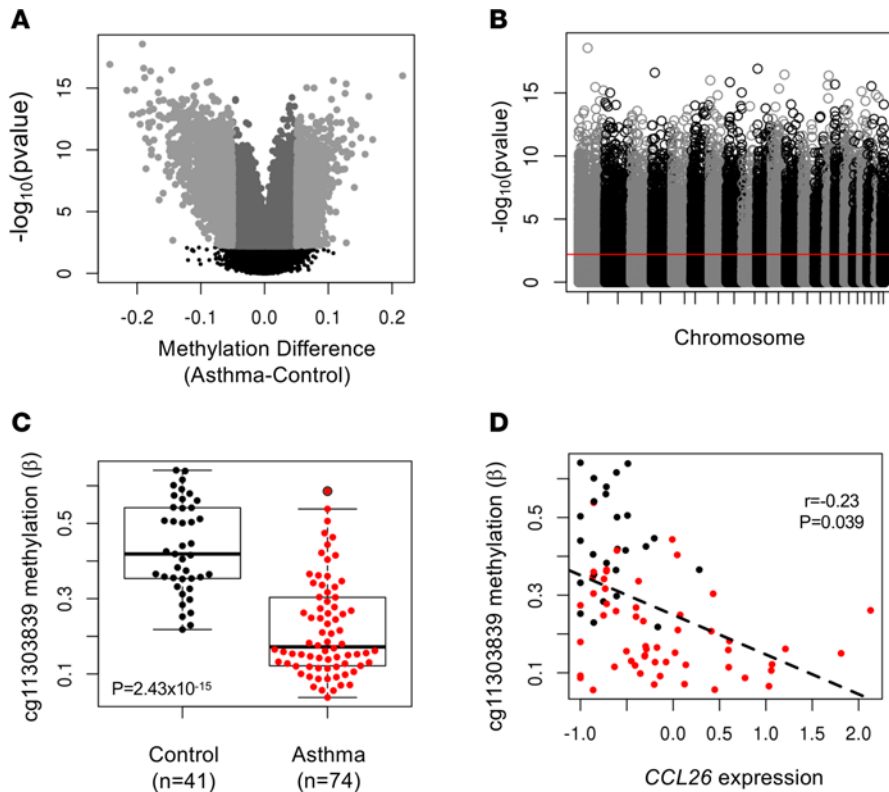 A
-log10(pvalue)
15
10
5
0
-0.2 -0.1 0.0 0.1 0.2
Methylation Difference
(Asthma-Control)
B
-log10(pvalue)
15
10
5
0
Chromosome
C
cg11303839 methylation (β)
0.5
0.3
0.1
P=2.43x10-15
Control
(n=41)
Asthma
(n=74)
D
cg11303839 methylation (β)
0.5
0.3
0.1
r=-0.23
P=0.039
-1.0 0.0 0.5 1.0 1.5 2.0
CCL26 expression